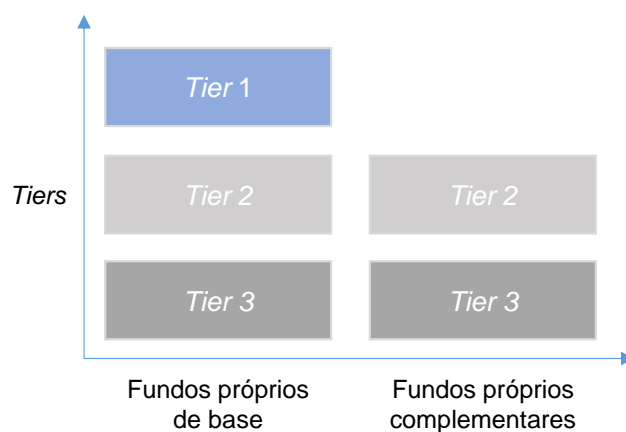 Tier 1
Tiers
Tier 2
Tier 2
Tier 3
Tier 3
Fundos próprios
de base
Fundos próprios
complementares